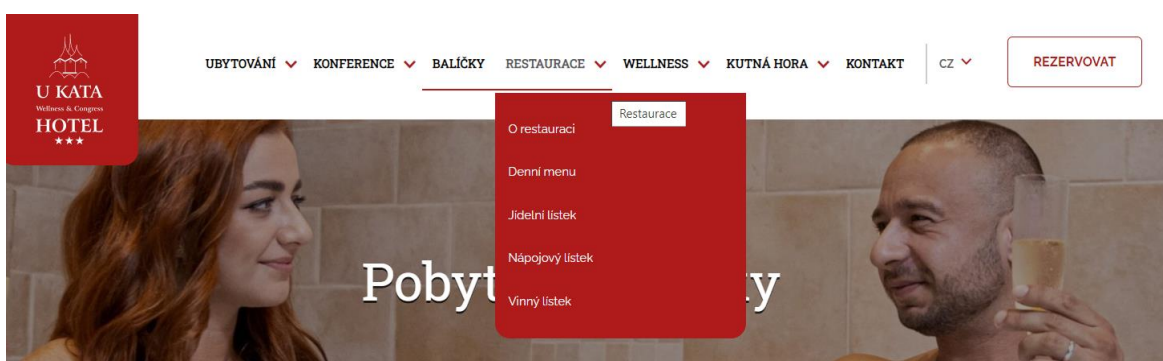 U KATA
Wellness & Congress
HOTEL
UBYTOVÁNÍ KONFERENCE BALÍČKY RESTAURACE WELLNESS KUTNÁ HORA KONTAKT CZ REZERVOVAT
Restaurace
O restauraci
Denní menu
Jídelní lístek
Nápojový lístek
Vinný lístek
Pobyt y